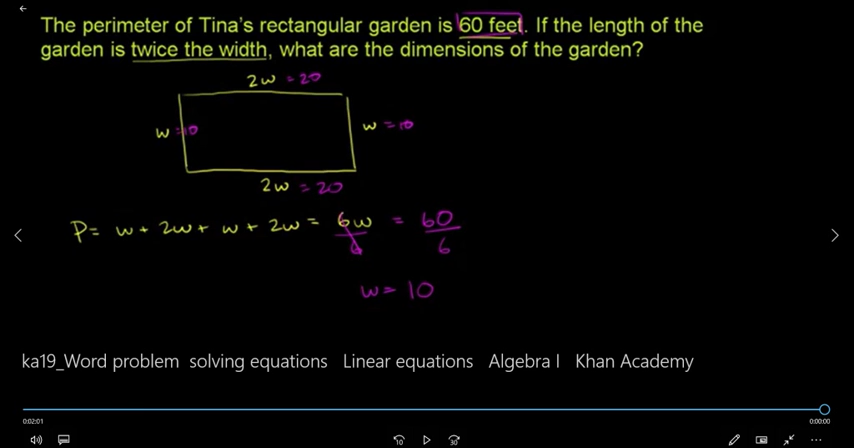 The perimeter of Tina's rectangular garden is 60 feet. If the length of the
garden is twice the width, what are the dimensions of the garden?
2w = 20
w = 10
w = 10
2w = 20
P = w + 2w + w + 2w = 6w/6 = 60/6
w = 10
ka19_Word problem solving equations Linear equations Algebra I Khan Academy
0:02:01
0:00:00
10
30